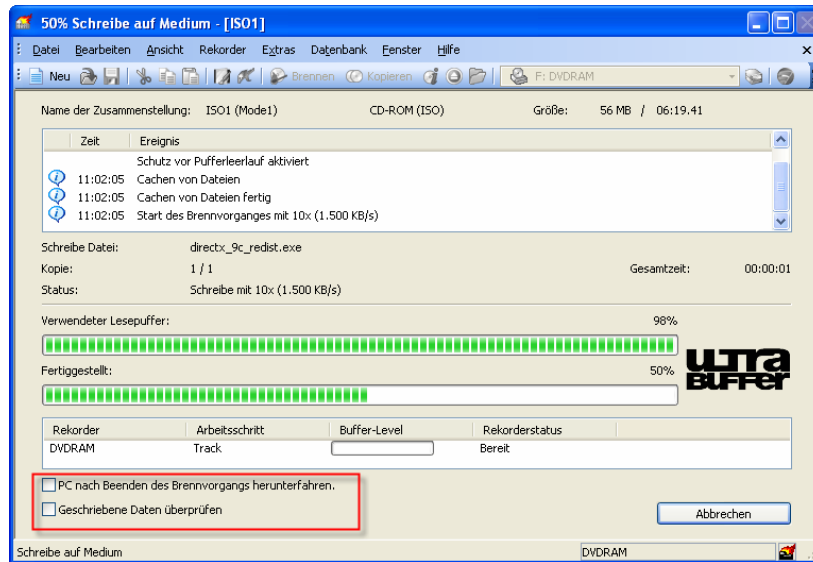 50% Schreibe auf Medium - [ISO1]
Datei Bearbeiten Ansicht Rekorder Extras Datenbank Fenster Hilfe
Neu Brennen Kopieren F: DVDRAM
Name der Zusammenstellung: ISO1 (Mode1) CD-ROM (ISO) Größe: 56 MB / 06:19.41
Zeit Ereignis
Schutz vor Pufferleerlauf aktiviert
11:02:05 Cachen von Dateien
11:02:05 Cachen von Dateien fertig
11:02:05 Start des Brennvorganges mit 10x (1.500 KB/s)
Schreibe Datei: directx_9c_redist.exe
Kopie: 1 / 1 Gesamtzeit: 00:00:01
Status: Schreibe mit 10x (1.500 KB/s)
Verwendeter Lesepuffer: 98%
Fertiggestellt: 50%
ULTRA
BUFFER
Rekorder Arbeitsschritt Buffer-Level Rekorderstatus
DVDRAM Track Bereit
PC nach Beenden des Brennvorgangs herunterfahren.
Geschriebene Daten überprüfen
Abbrechen
Schreibe auf Medium DVDRAM